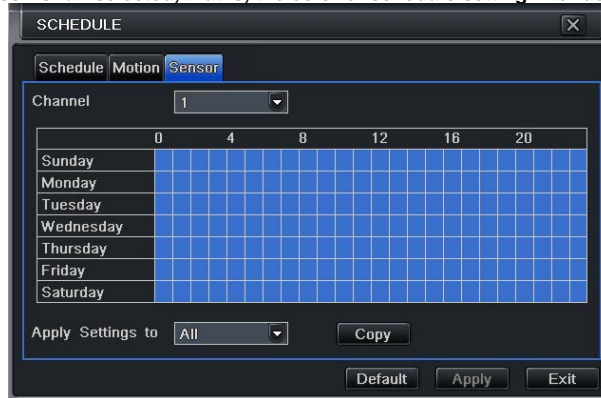 SCHEDULE
Schedule Motion Sensor
Channel 1
0 4 8 12 16 20
Sunday
Monday
Tuesday
Wednesday
Thursday
Friday
Saturday
Apply Settings to All Copy
Default Apply Exit